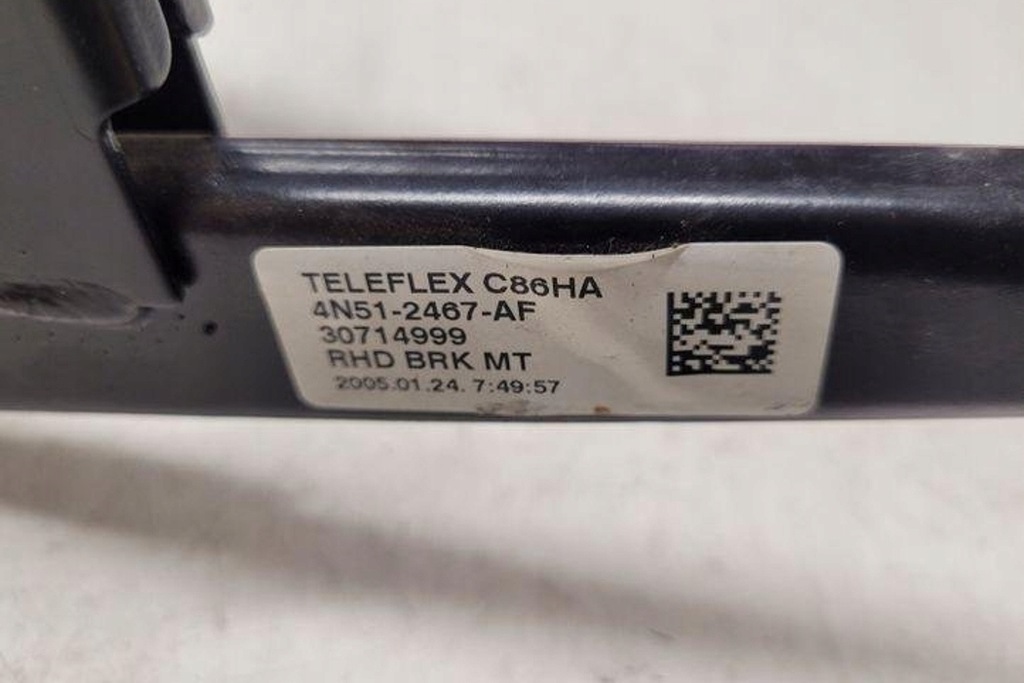 TELEFLEX C86HA
4N51-2467-AF
30714999
RHD BRK MT
2005.01.24. 7:49:57